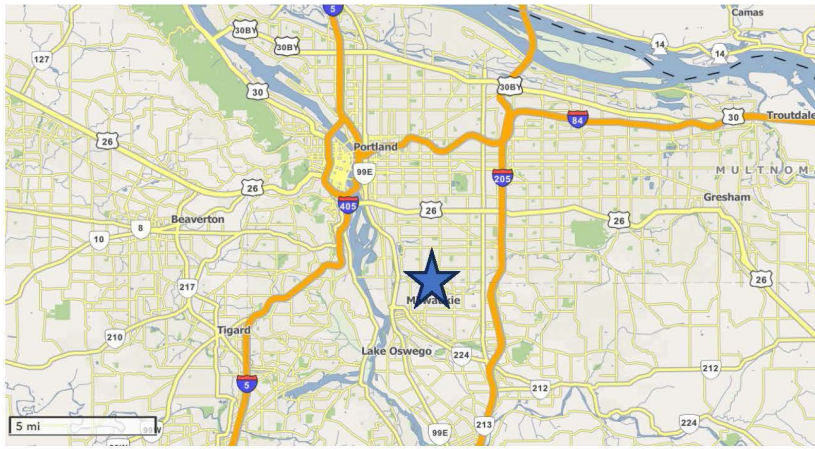 5
Camas
30BY
14
14
127
30BY
30BY
30
Troutdale
84
30
26
Portland
MULTNOM
99E
205
26
Gresham
405
26
26
Beaverton
8
10
26
217
Milwaukie
Tigard
210
Lake Oswego
224
212
5
212
5 mi
213
224
99W
99E